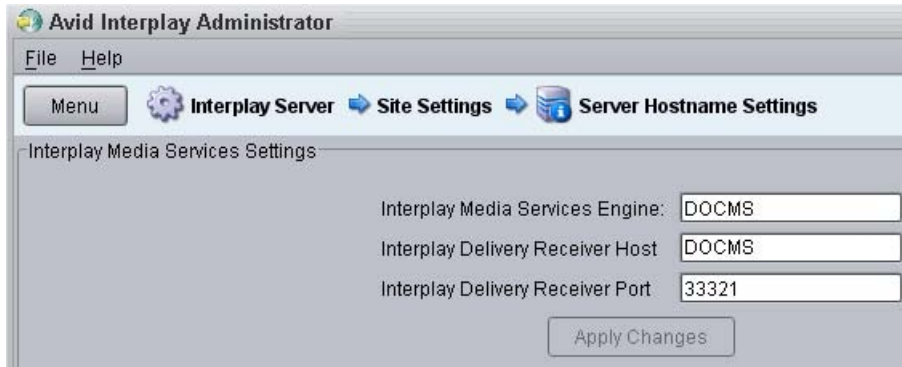 Avid Interplay Administrator
File Help
Menu Interplay Server Site Settings Server Hostname Settings
Interplay Media Services Settings
Interplay Media Services Engine: DOCMS
Interplay Delivery Receiver Host DOCMS
Interplay Delivery Receiver Port 33321
Apply Changes